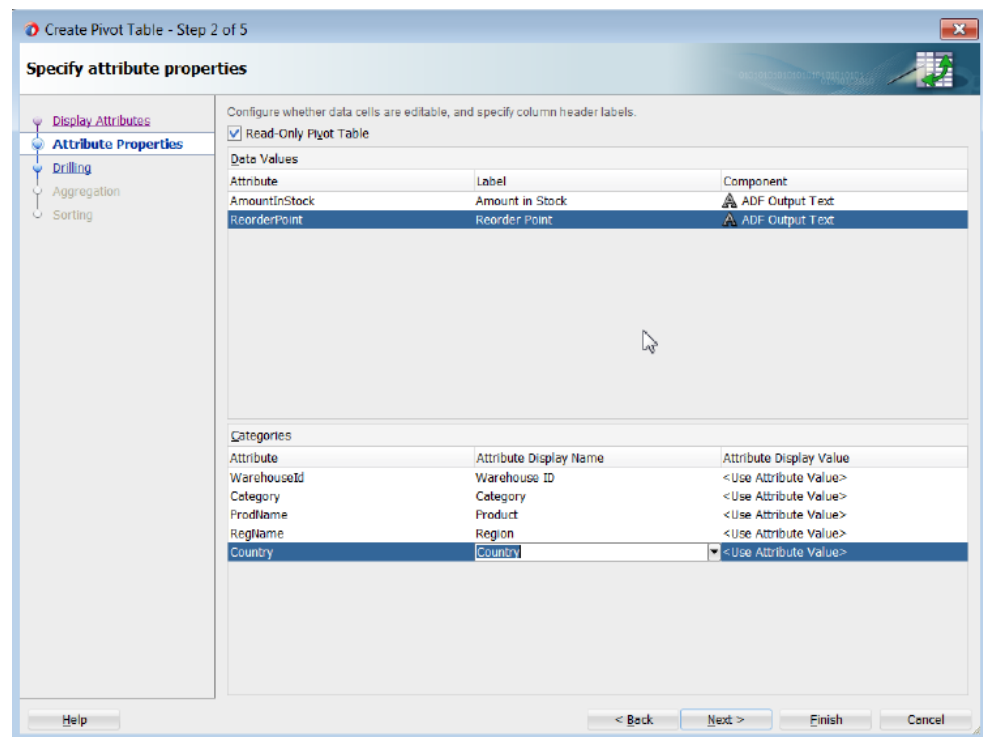 Create Pivot Table - Step 2 of 5
Specify attribute properties
Display Attributes
Attribute Properties
Drilling
Aggregation
Sorting
Configure whether data cells are editable, and specify column header labels.
Read-Only Pivot Table
Data Values
Attribute Label Component
AmountInStock Amount in Stock ADF Output Text
ReorderPoint Reorder Point ADF Output Text
Categories
Attribute Attribute Display Name Attribute Display Value
WarehouseId Warehouse ID <Use Attribute Value>
Category Category <Use Attribute Value>
ProdName Product <Use Attribute Value>
RegName Region <Use Attribute Value>
Country Country <Use Attribute Value>
Help < Back Next > Finish Cancel